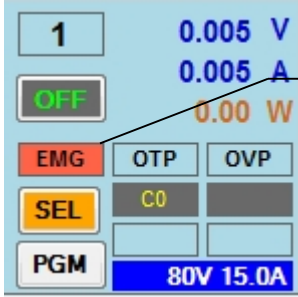 1
0.005 V
0.005 A
OFF
0.00 W
EMG OTP OVP
SEL C0
PGM
80V 15.0A